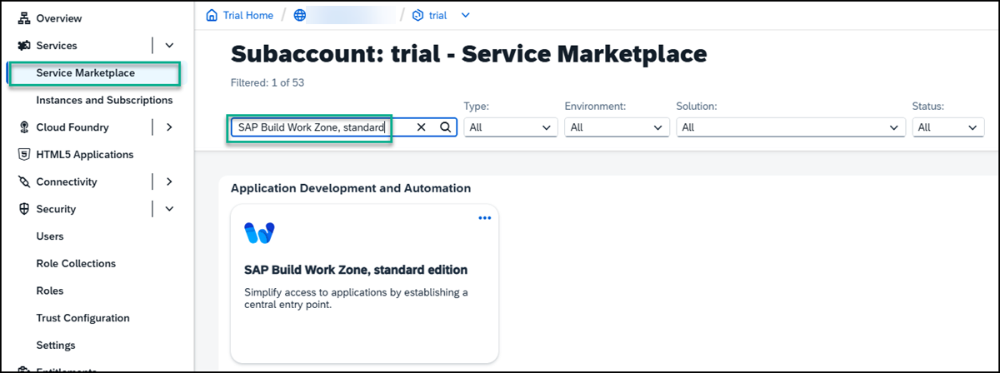 Overview
Services
Service Marketplace
Instances and Subscriptions
Cloud Foundry
HTML5 Applications
Connectivity
Security
Users
Role Collections
Roles
Trust Configuration
Settings
Entitlements
Trial Home / / trial
Subaccount: trial - Service Marketplace
Filtered: 1 of 53
Type: Environment: Solution: Status:
SAP Build Work Zone, standard All All All All
Application Development and Automation
SAP Build Work Zone, standard edition
Simplify access to applications by establishing a
central entry point.